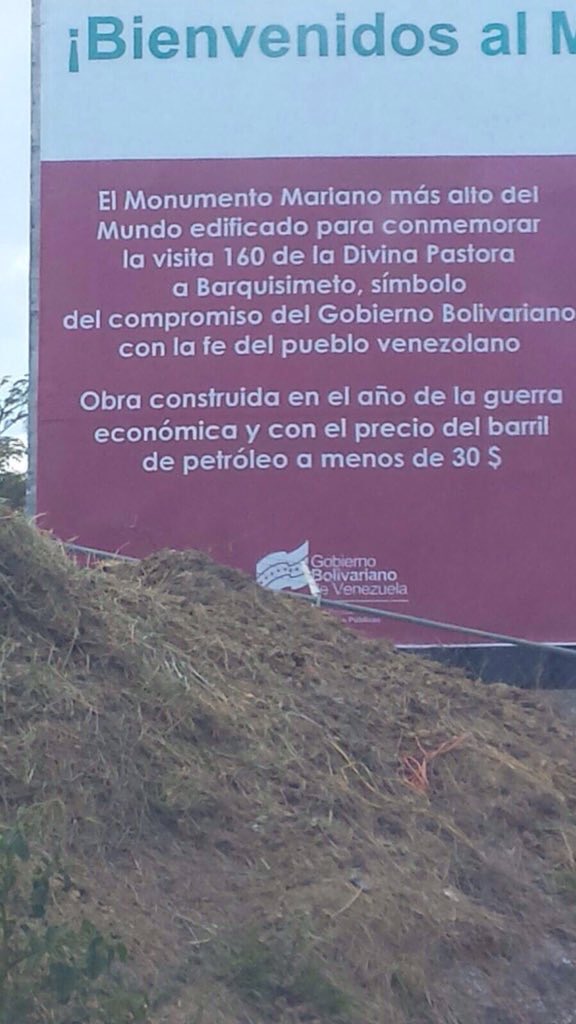 ¡Bienvenidos al M
El Monumento Mariano más alto del
Mundo edificado para conmemorar
la visita 160 de la Divina Pastora
a Barquisimeto, símbolo
del compromiso del Gobierno Bolivariano
con la fe del pueblo venezolano
Obra construida en el año de la guerra
económica y con el precio del barril
de petróleo a menos de 30 $
Gobierno
Bolivariano
de Venezuela
Públicas